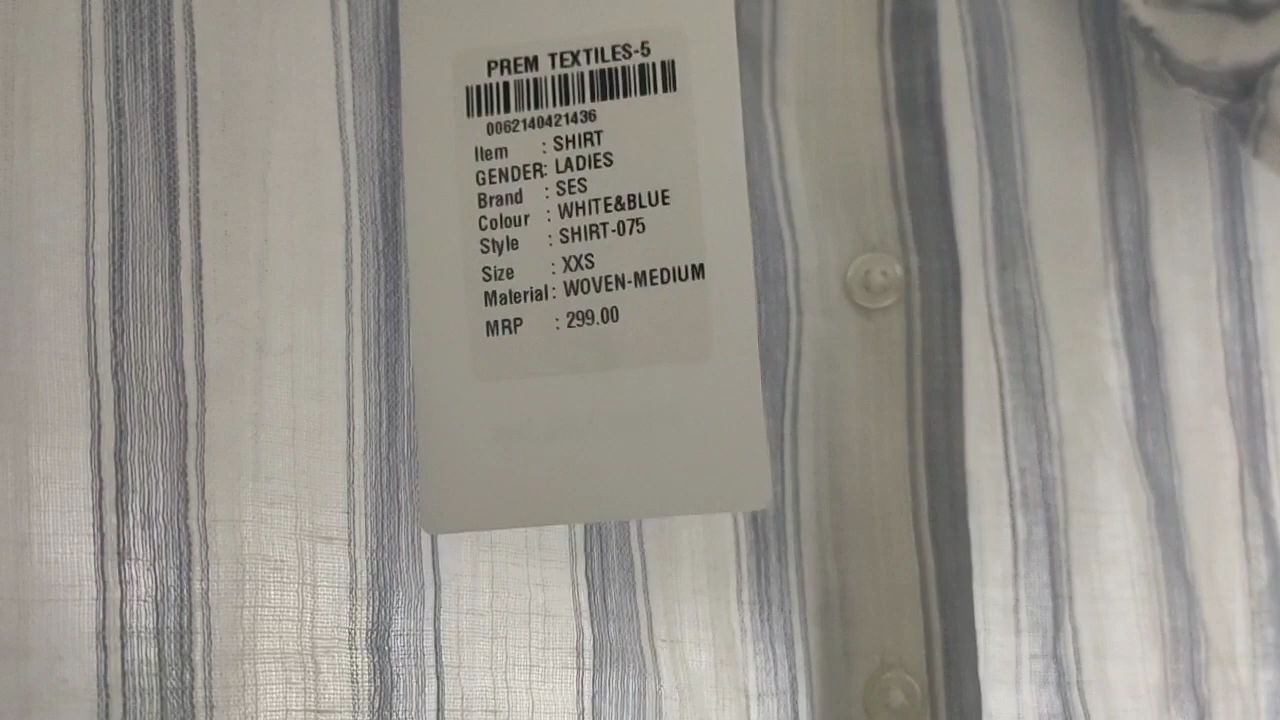 PREM TEXTILES-5
0062140421436
Item : SHIRT
GENDER: LADIES
Brand : SES
Colour : WHITE&BLUE
Style : SHIRT-075
Size : XXS
Material : WOVEN-MEDIUM
MRP : 299.00